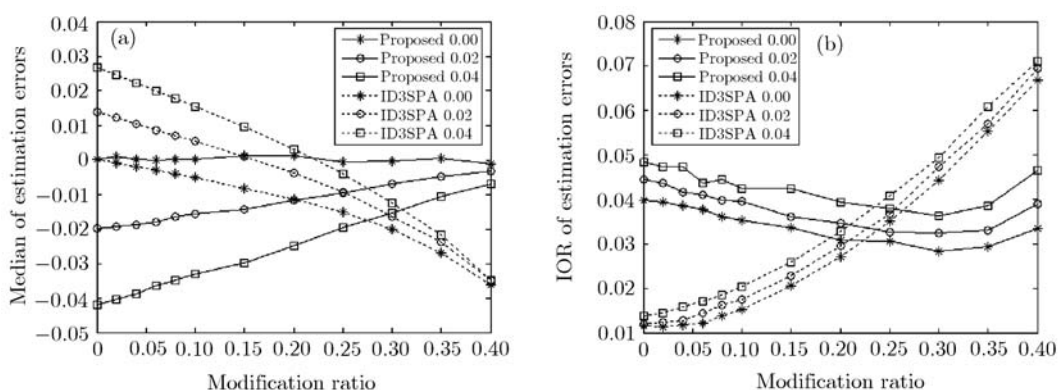 (a)
Median of estimation errors
0.04
0.03
0.02
0.01
0
−0.01
−0.02
−0.03
−0.04
−0.05
Proposed 0.00
Proposed 0.02
Proposed 0.04
ID3SPA 0.00
ID3SPA 0.02
ID3SPA 0.04
0 0.05 0.10 0.15 0.20 0.25 0.30 0.35 0.40
Modification ratio
(b)
IOR of estimation errors
0.08
0.07
0.06
0.05
0.04
0.03
0.02
0.01
Proposed 0.00
Proposed 0.02
Proposed 0.04
ID3SPA 0.00
ID3SPA 0.02
ID3SPA 0.04
0 0.05 0.10 0.15 0.20 0.25 0.30 0.35 0.40
Modification ratio